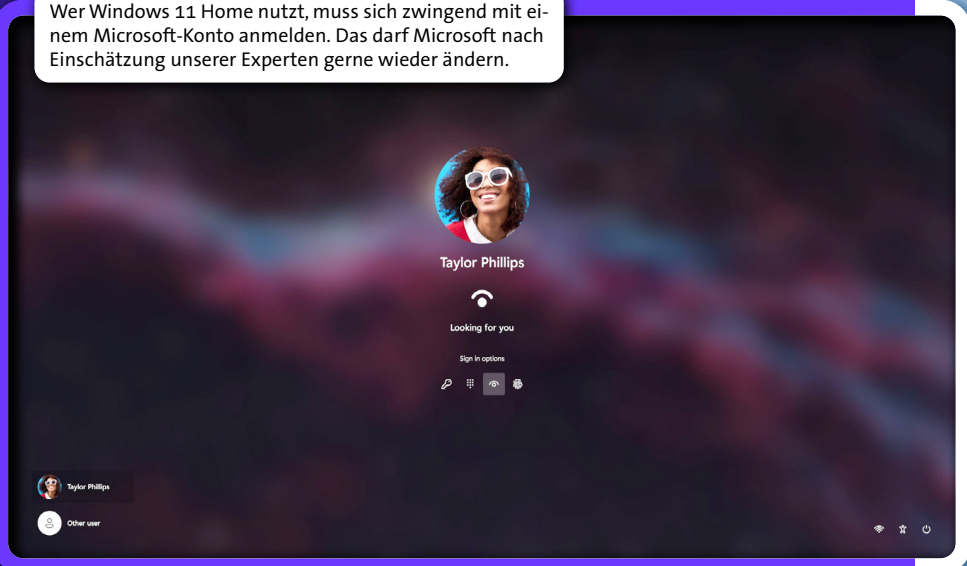 Wer Windows 11 Home nutzt, muss sich zwingend mit ei-
nem Microsoft-Konto anmelden. Das darf Microsoft nach
Einschätzung unserer Experten gerne wieder ändern.
Taylor Phillips
Looking for you
Sign in options
Taylor Phillips
Other user